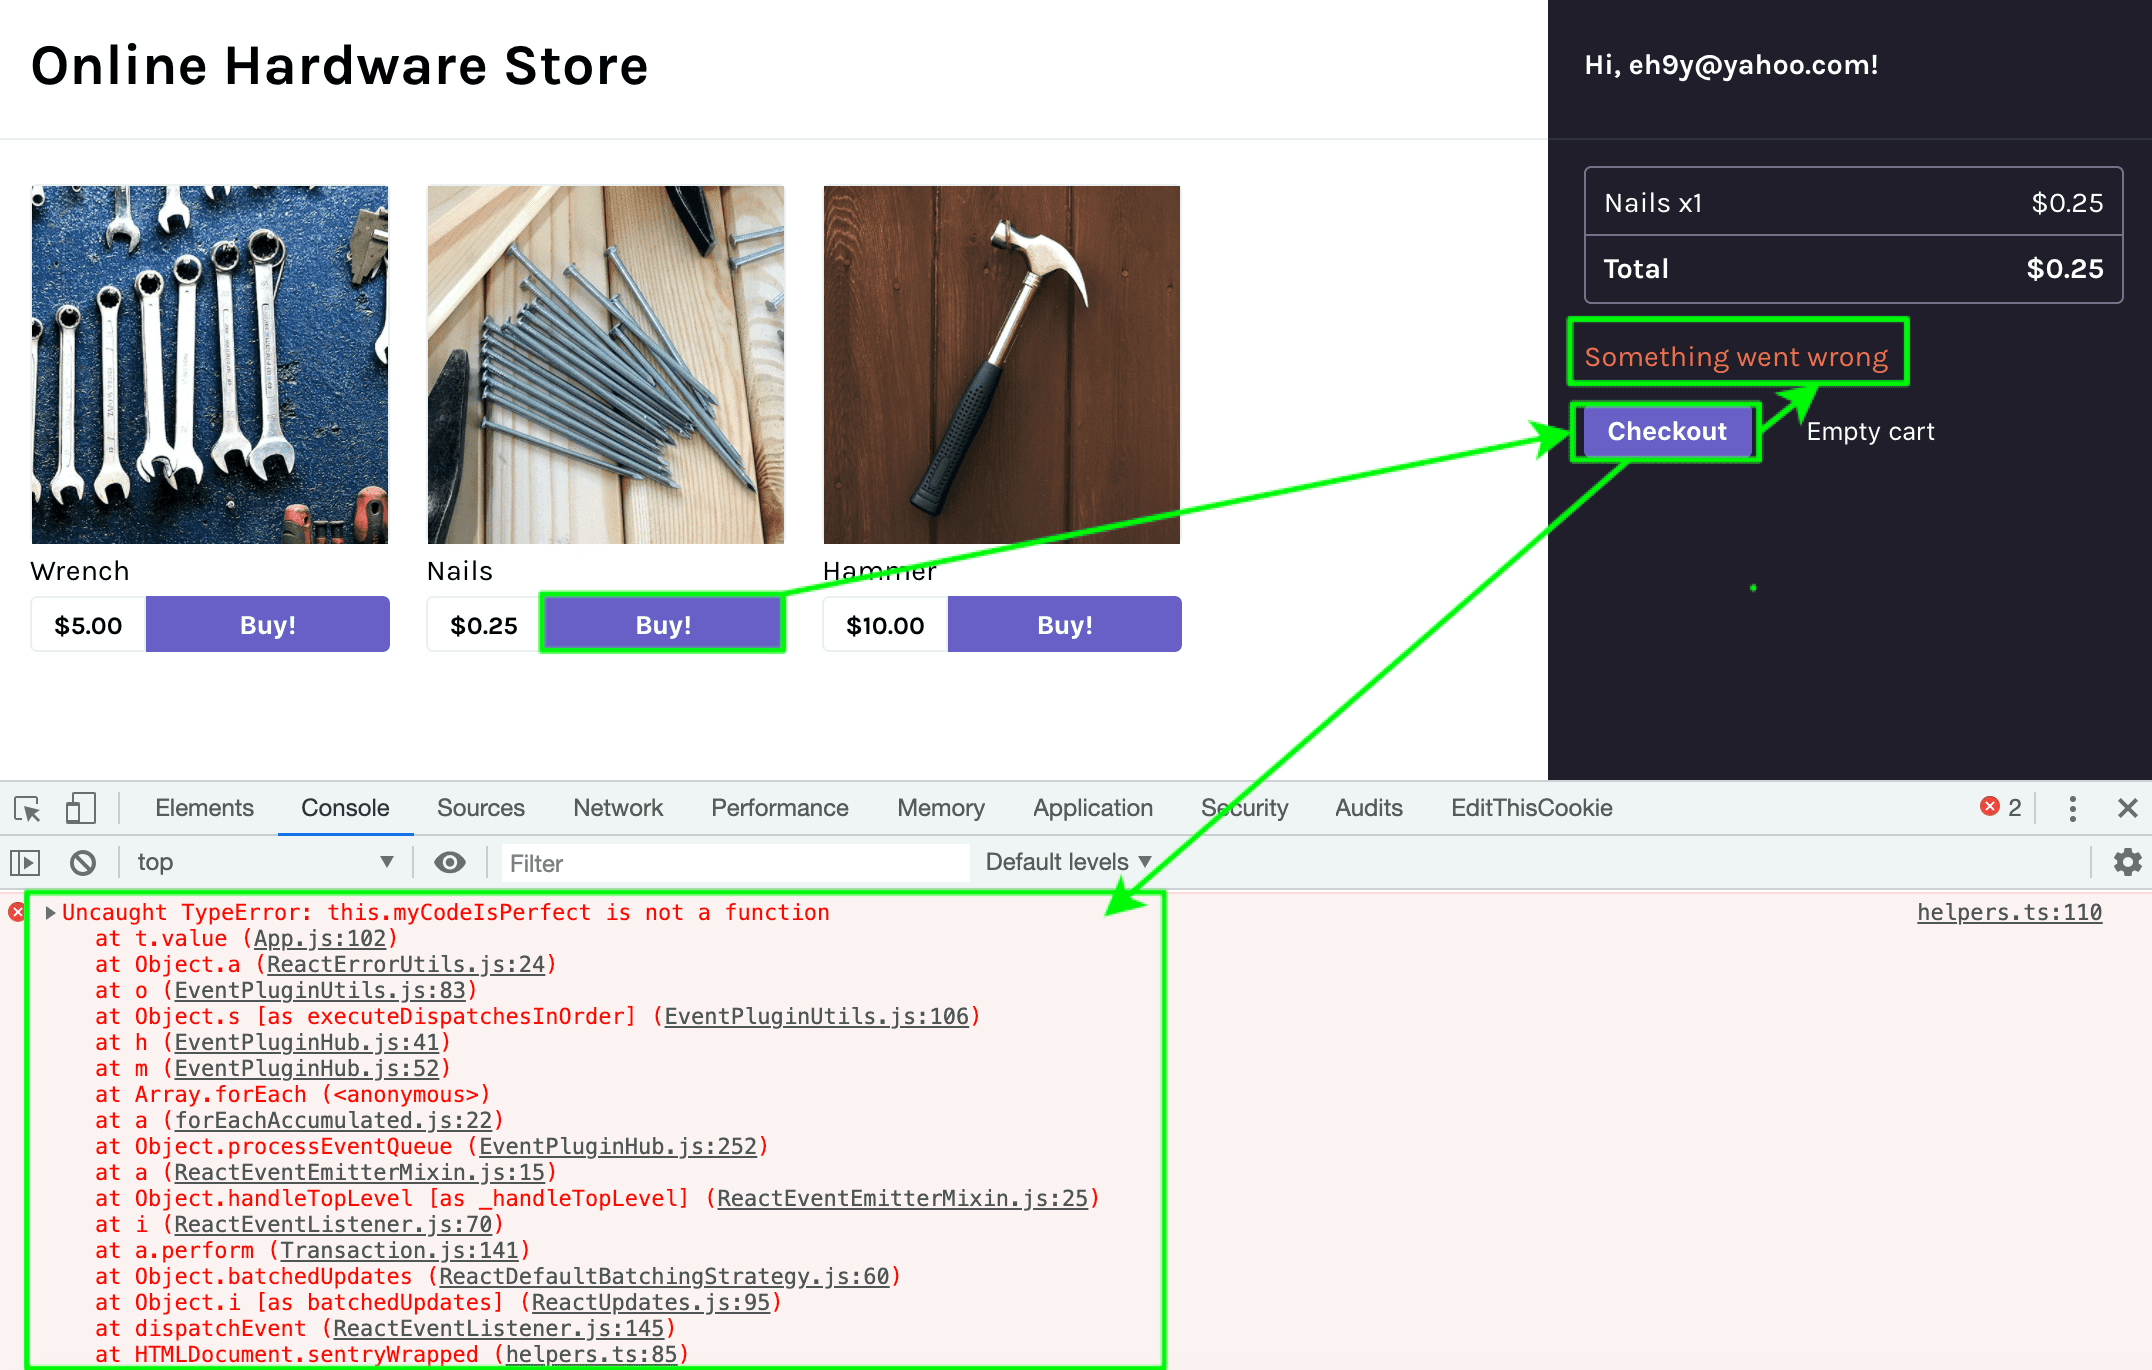 Online Hardware Store
Hi, eh9y@yahoo.com!
Nails x1 $0.25
Total $0.25
Something went wrong
Checkout Empty cart
Wrench
$5.00 Buy!
Nails
$0.25 Buy!
Hammer
$10.00 Buy!
Elements Console Sources Network Performance Memory Application Security Audits EditThisCookie 2
top Filter Default levels
Uncaught TypeError: this.myCodeIsPerfect is not a function helpers.ts:110
at t.value (App.js:102)
at Object.a (ReactErrorUtils.js:24)
at o (EventPluginUtils.js:83)
at Object.s [as executeDispatchesInOrder] (EventPluginUtils.js:106)
at h (EventPluginHub.js:41)
at m (EventPluginHub.js:52)
at Array.forEach (<anonymous>)
at a (forEachAccumulated.js:22)
at Object.processEventQueue (EventPluginHub.js:252)
at a (ReactEventEmitterMixin.js:15)
at Object.handleTopLevel [as _handleTopLevel] (ReactEventEmitterMixin.js:25)
at i (ReactEventListener.js:70)
at a.perform (Transaction.js:141)
at Object.batchedUpdates (ReactDefaultBatchingStrategy.js:60)
at Object.i [as batchedUpdates] (ReactUpdates.js:95)
at dispatchEvent (ReactEventListener.js:145)
at HTMLDocument.sentryWrapped (helpers.ts:85)